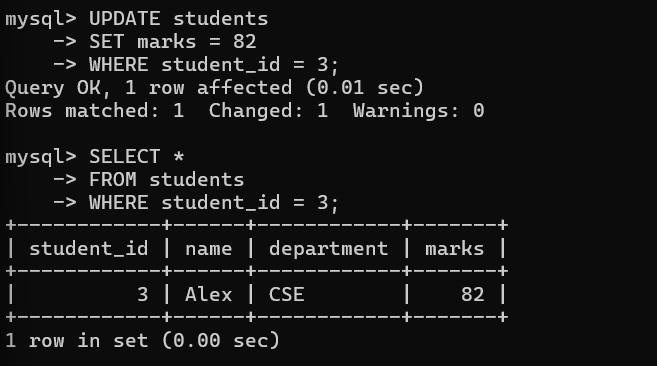 mysql> UPDATE students
    -> SET marks = 82
    -> WHERE student_id = 3;
Query OK, 1 row affected (0.01 sec)
Rows matched: 1  Changed: 1  Warnings: 0

mysql> SELECT *
    -> FROM students
    -> WHERE student_id = 3;
+------------+------+------------+-------+
| student_id | name | department | marks |
+------------+------+------------+-------+
|          3 | Alex | CSE        |    82 |
+------------+------+------------+-------+
1 row in set (0.00 sec)